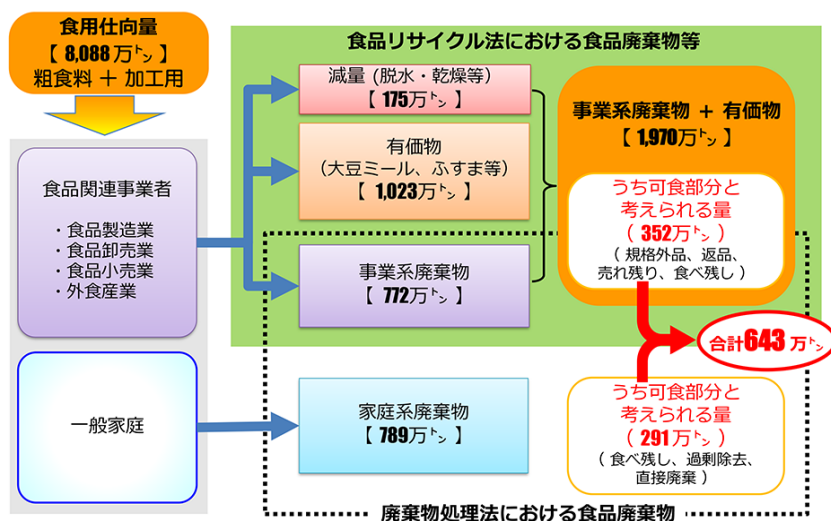 食用仕向量
【 8,088 万㌧ 】
粗食料 ＋ 加工用
食品関連事業者
・食品製造業
・食品卸売業
・食品小売業
・外食産業
一般家庭
食品リサイクル法における食品廃棄物等
減量 (脱水・乾燥等)
【 175万㌧ 】
有価物
(大豆ミール、ふすま等)
【 1,023万㌧ 】
事業系廃棄物
【 772万㌧ 】
家庭系廃棄物
【 789万㌧ 】
事業系廃棄物 ＋ 有価物
【 1,970万㌧ 】
うち可食部分と
考えられる量
( 352万㌧ )
( 規格外品、返品、
売れ残り、食べ残し )
合計643 万㌧
うち可食部分と
考えられる量
( 291万㌧ )
( 食べ残し、過剰除去、
直接廃棄 )
廃棄物処理法における食品廃棄物